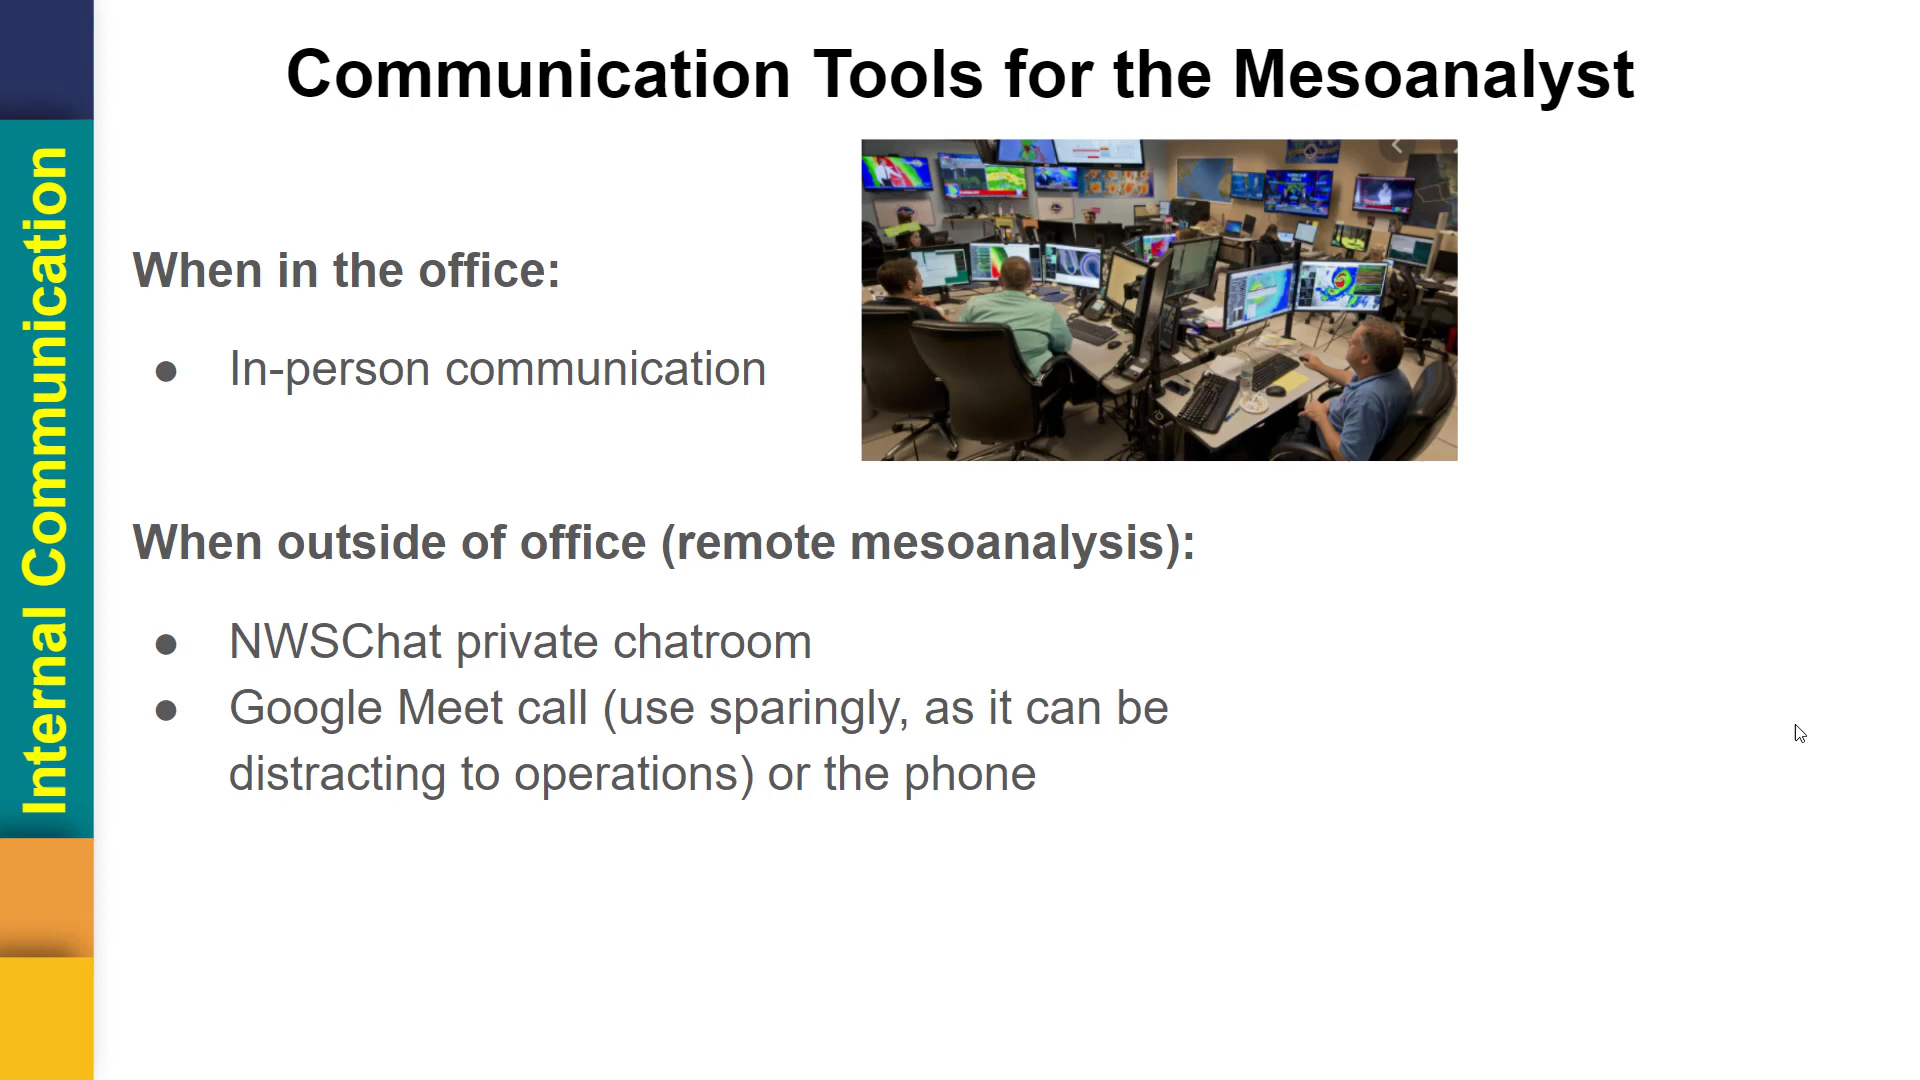 Communication Tools for the Mesoanalyst
Internal Communication
When in the office:
● In-person communication
When outside of office (remote mesoanalysis):
● NWSChat private chatroom
● Google Meet call (use sparingly, as it can be
distracting to operations) or the phone